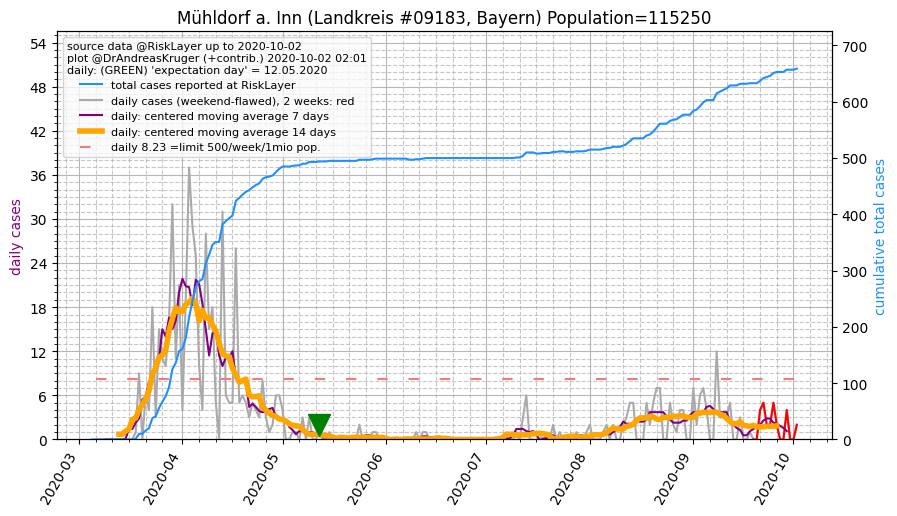 Mühldorf a. Inn (Landkreis #09183, Bayern) Population=115250
source data @RiskLayer up to 2020-10-02
plot @DrAndreasKruger (+contrib.) 2020-10-02 02:01
daily: (GREEN) 'expectation day' = 12.05.2020
total cases reported at RiskLayer
daily cases (weekend-flawed), 2 weeks: red
daily: centered moving average 7 days
daily: centered moving average 14 days
daily 8.23 =limit 500/week/1mio pop.
daily cases
54
48
42
36
30
24
18
12
6
0
cumulative total cases
700
600
500
400
300
200
100
0
2020-03
2020-04
2020-05
2020-06
2020-07
2020-08
2020-09
2020-10